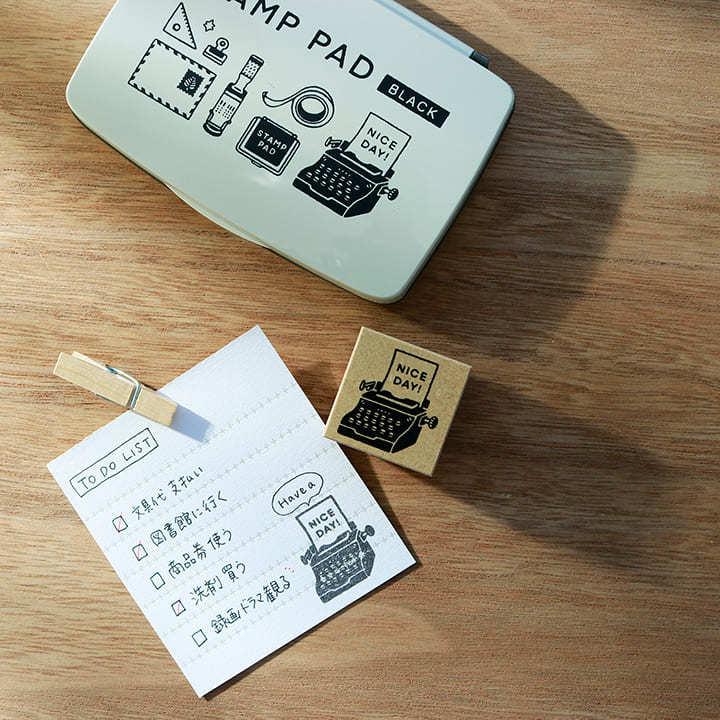 STAMP PAD
BLACK
STAMP
PAD
NICE
DAY!
NICE
DAY!
TO DO LIST
文具代 支払い
図書館に行く
商品券 使う
洗剤 買う
録画ドラマ観る
Have a
NICE
DAY!